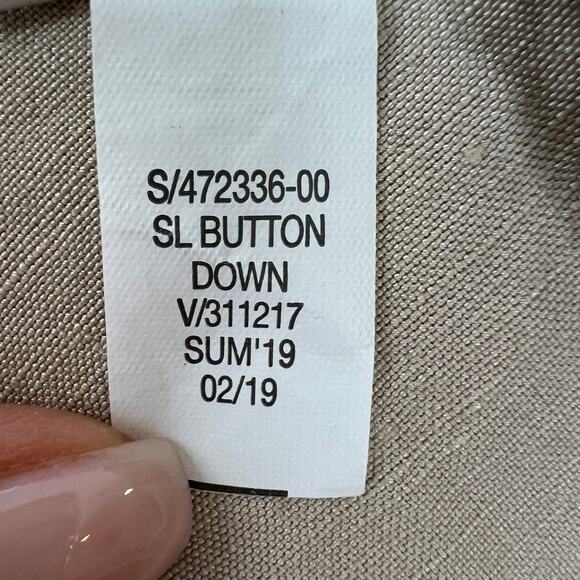 S/472336-00
SL BUTTON
DOWN
V/311217
SUM'19
02/19